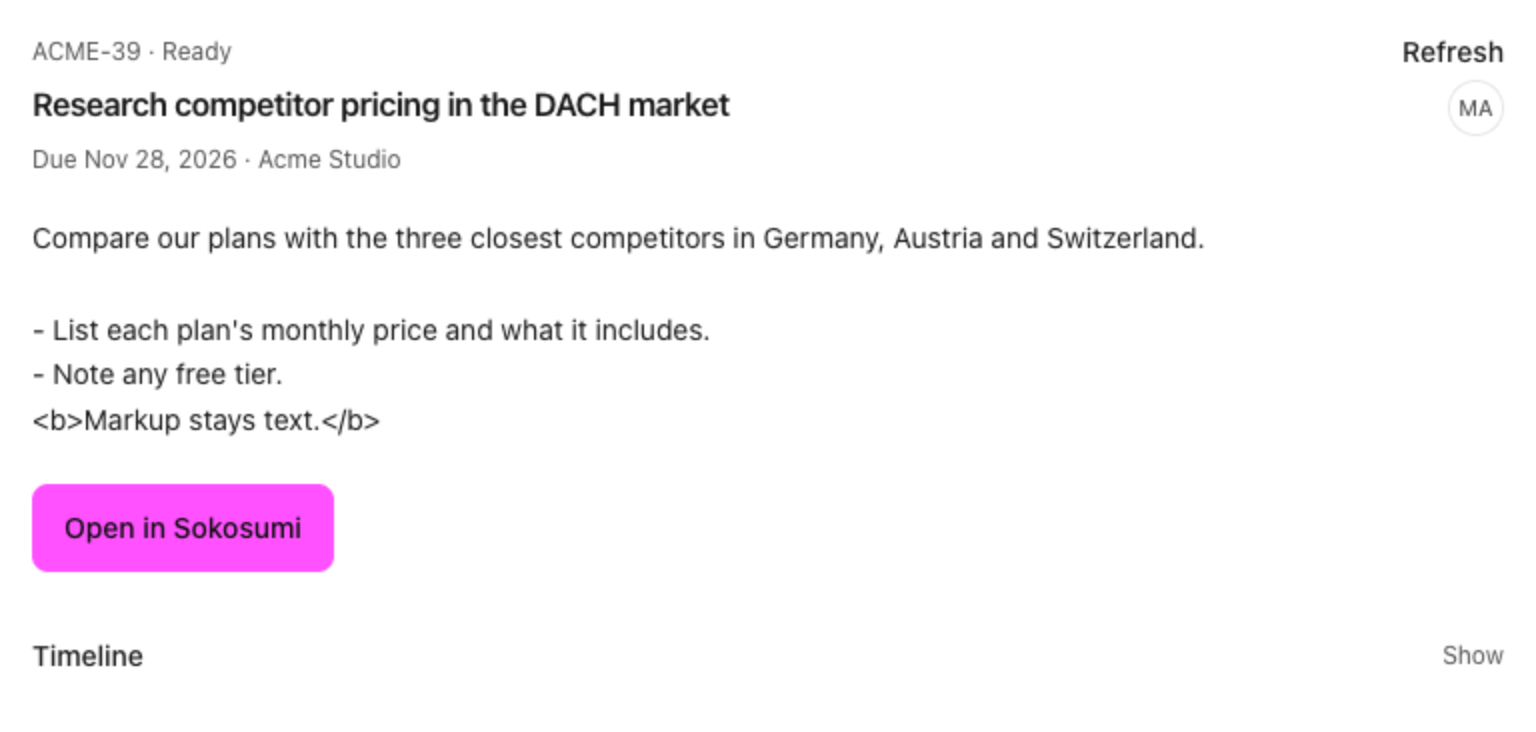 ACME-39 · Ready
Refresh
Research competitor pricing in the DACH market
MA
Due Nov 28, 2026 · Acme Studio
Compare our plans with the three closest competitors in Germany, Austria and Switzerland.
- List each plan's monthly price and what it includes.
- Note any free tier.
<b>Markup stays text.</b>
Open in Sokosumi
Timeline
Show